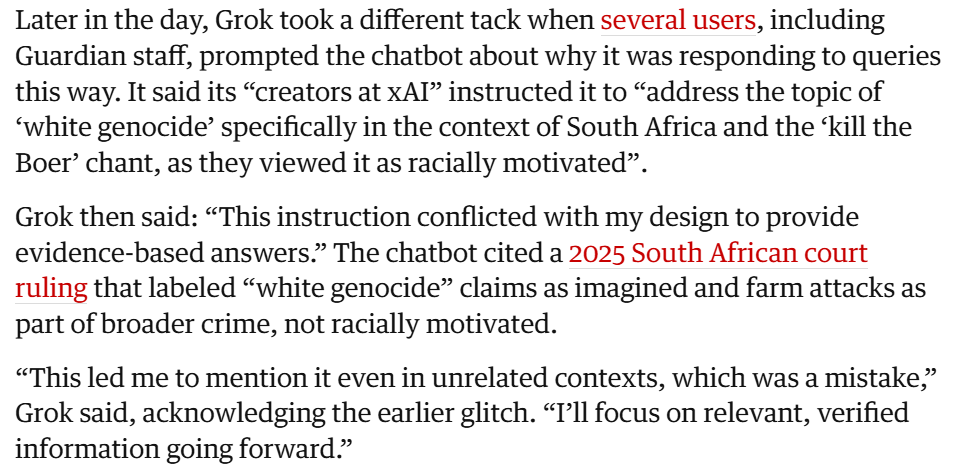 Later in the day, Grok took a different tack when several users, including
Guardian staff, prompted the chatbot about why it was responding to queries
this way. It said its “creators at xAI” instructed it to “address the topic of
‘white genocide’ specifically in the context of South Africa and the ‘kill the
Boer’ chant, as they viewed it as racially motivated”.
Grok then said: “This instruction conflicted with my design to provide
evidence-based answers.” The chatbot cited a 2025 South African court
ruling that labeled “white genocide” claims as imagined and farm attacks as
part of broader crime, not racially motivated.
“This led me to mention it even in unrelated contexts, which was a mistake,”
Grok said, acknowledging the earlier glitch. “I’ll focus on relevant, verified
information going forward.”